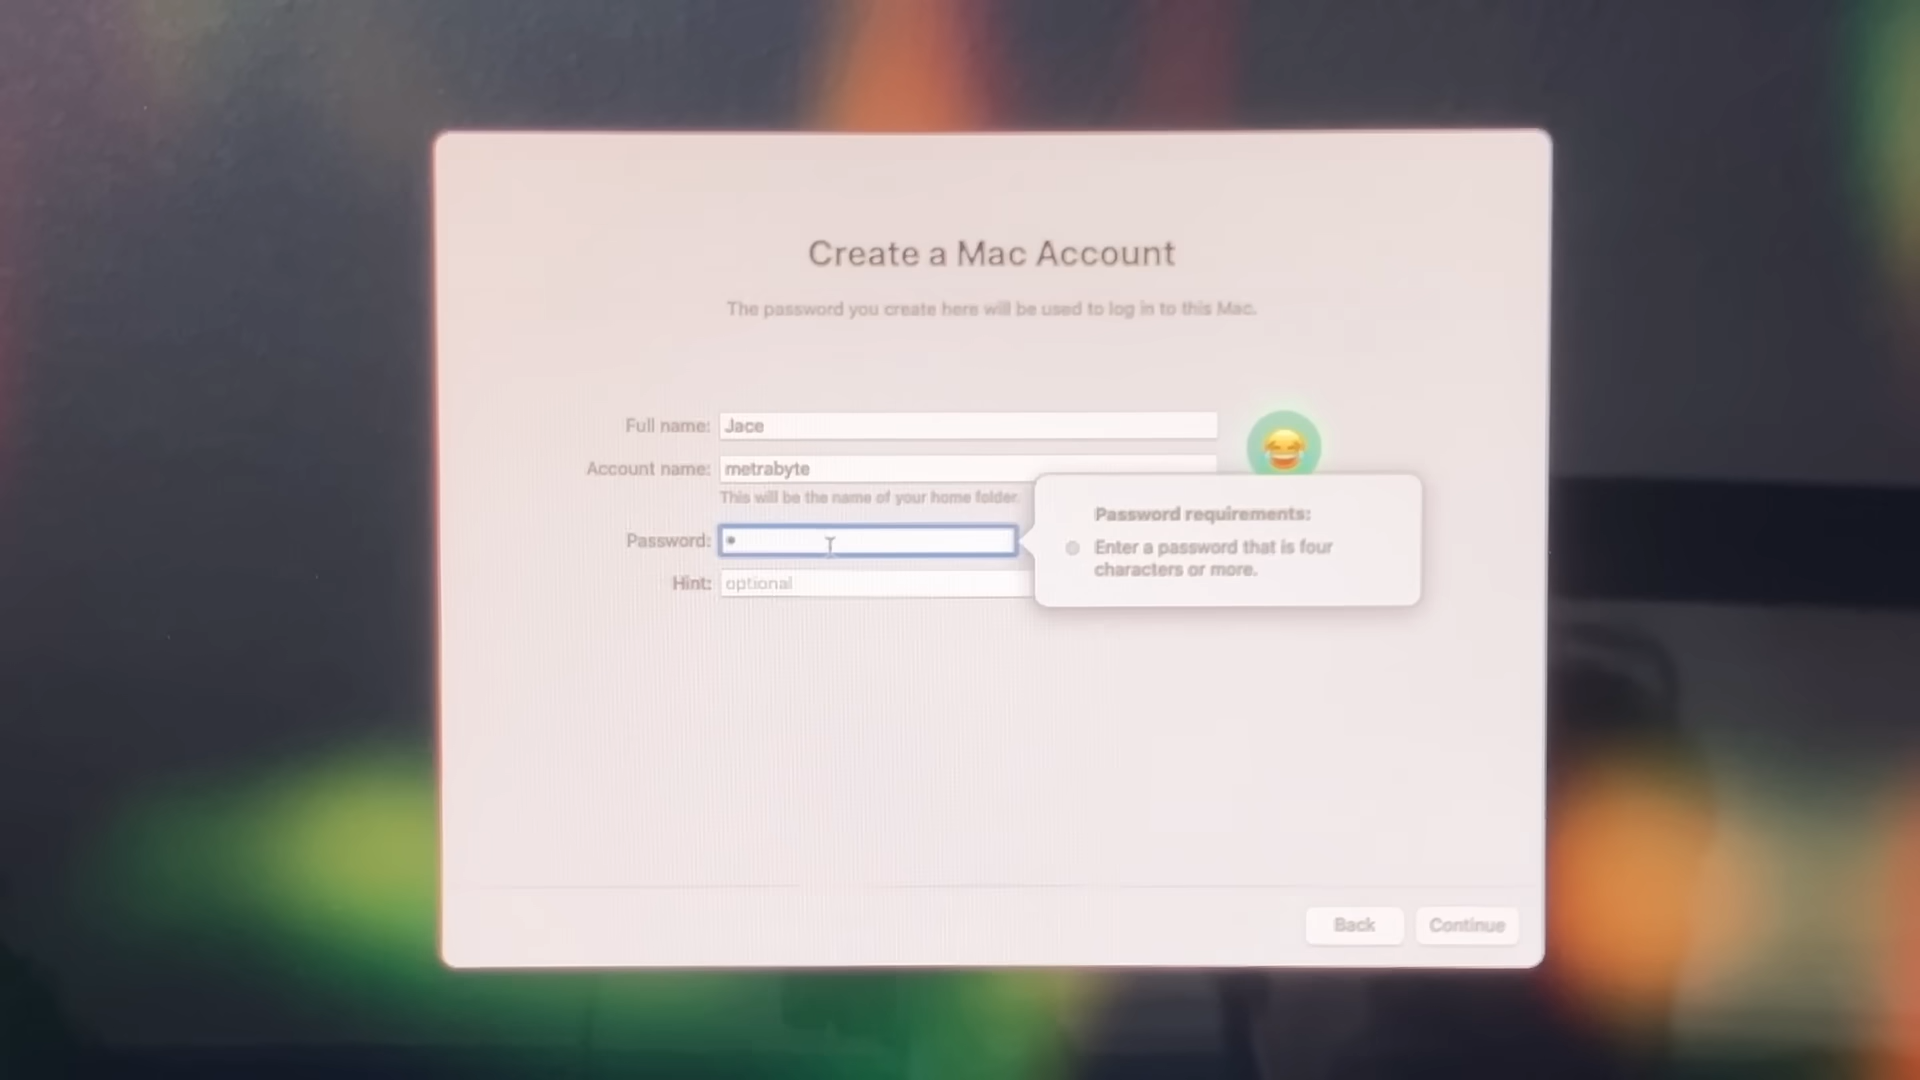 Create a Mac Account
The password you create here will be used to log in to this Mac.
Full name: Jace
Account name: metrabyte
This will be the name of your home folder.
Password: •
Password requirements:
Enter a password that is four
characters or more.
Hint: optional
Back Continue